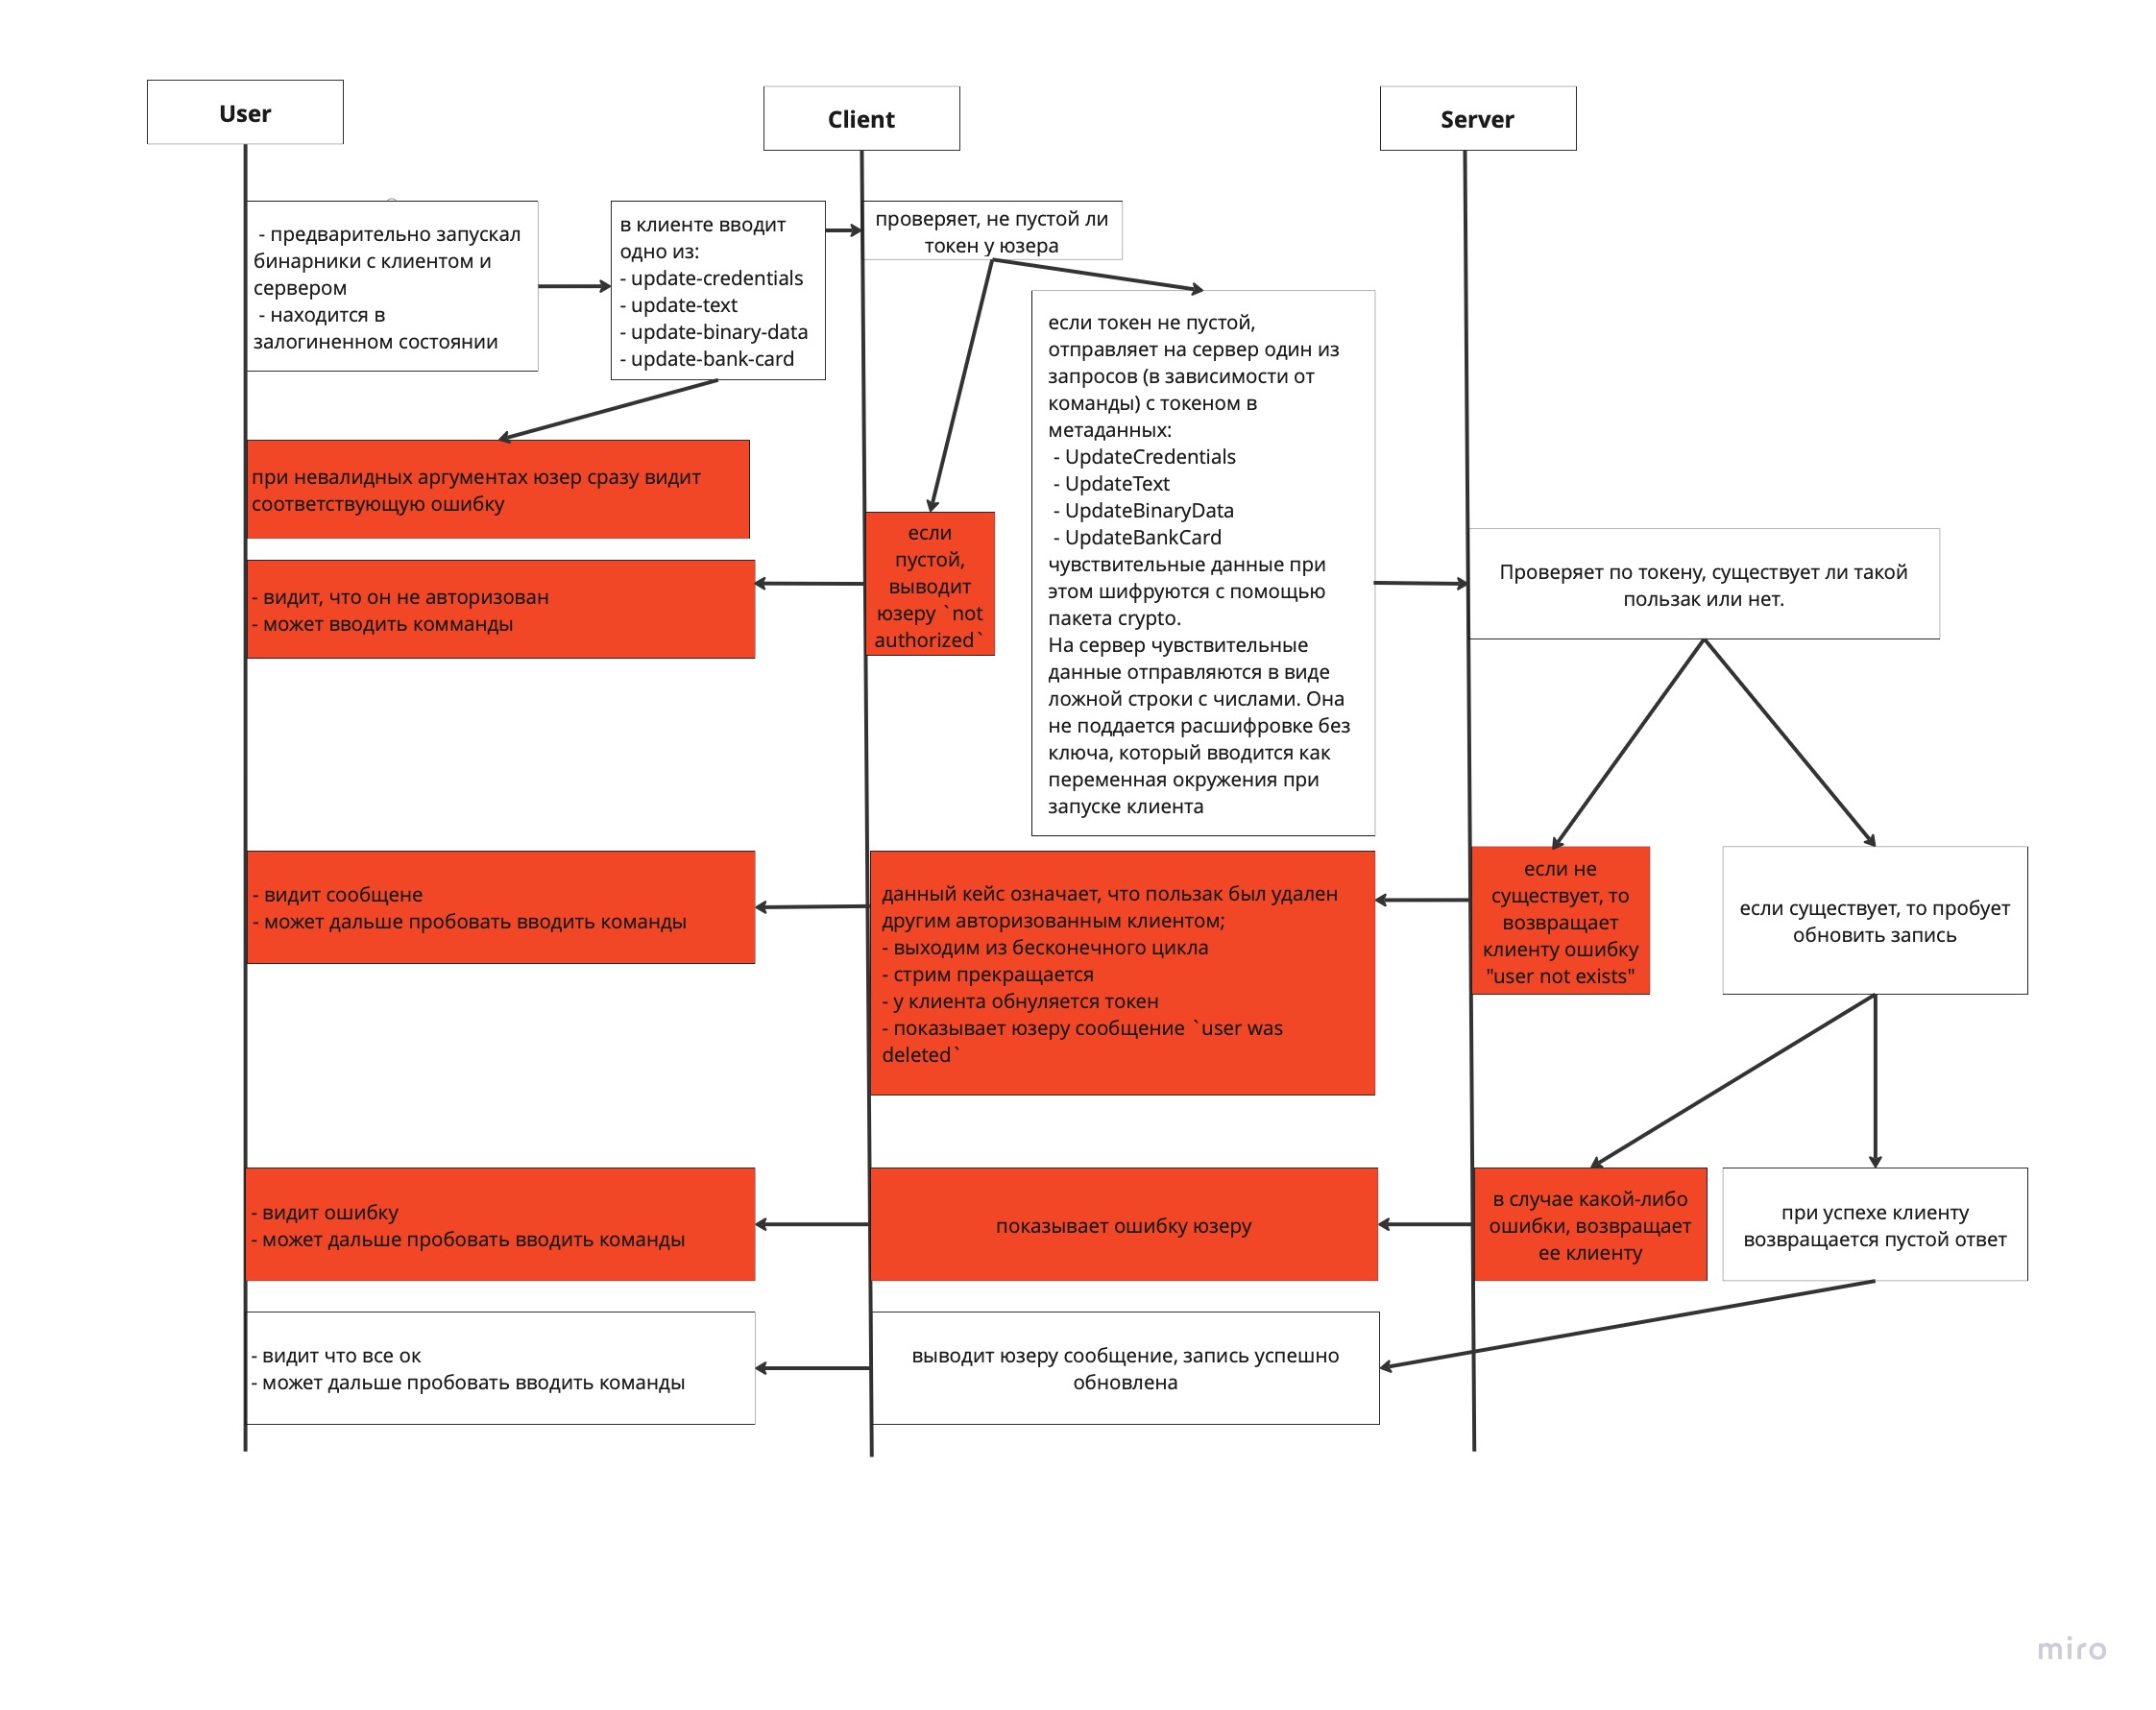 User
Client
Server
- предварительно запускал
бинарники с клиентом и
сервером
- находится в
залогиненном состоянии
в клиенте вводит
одно из:
- update-credentials
- update-text
- update-binary-data
- update-bank-card
проверяет, не пустой ли
токен у юзера
при невалидных аргументах юзер сразу видит
соответствующую ошибку
если
пустой,
выводит
юзеру `not
authorized`
- видит, что он не авторизован
- может вводить комманды
если токен не пустой,
отправляет на сервер один из
запросов (в зависимости от
команды) с токеном в
метаданных:
- UpdateCredentials
- UpdateText
- UpdateBinaryData
- UpdateBankCard
чувствительные данные при
этом шифруются с помощью
пакета crypto.
На сервер чувствительные
данные отправляются в виде
ложной строки с числами. Она
не поддается расшифровке без
ключа, который вводится как
переменная окружения при
запуске клиента
Проверяет по токену, существует ли такой
пользак или нет.
если не
существует, то
возвращает
клиенту ошибку
"user not exists"
если существует, то пробует
обновить запись
данный кейс означает, что пользак был удален
другим авторизованным клиентом;
- выходим из бесконечного цикла
- стрим прекращается
- у клиента обнуляется токен
- показывает юзеру сообщение `user was
deleted`
- видит сообщене
- может дальше пробовать вводить команды
в случае какой-либо
ошибки, возвращает
ее клиенту
при успехе клиенту
возвращается пустой ответ
показывает ошибку юзеру
- видит ошибку
- может дальше пробовать вводить команды
выводит юзеру сообщение, запись успешно
обновлена
- видит что все ок
- может дальше пробовать вводить команды
miro